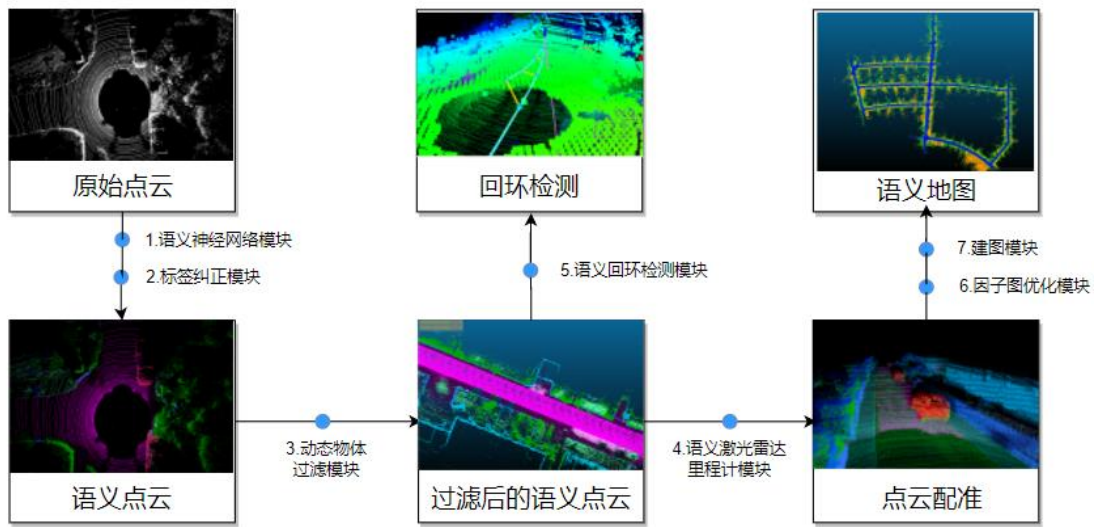 原始点云
回环检测
语义地图
1.语义神经网络模块
2.标签纠正模块
5.语义回环检测模块
7.建图模块
6.因子图优化模块
3.动态物体
过滤模块
4.语义激光雷达
里程计模块
语义点云
过滤后的语义点云
点云配准